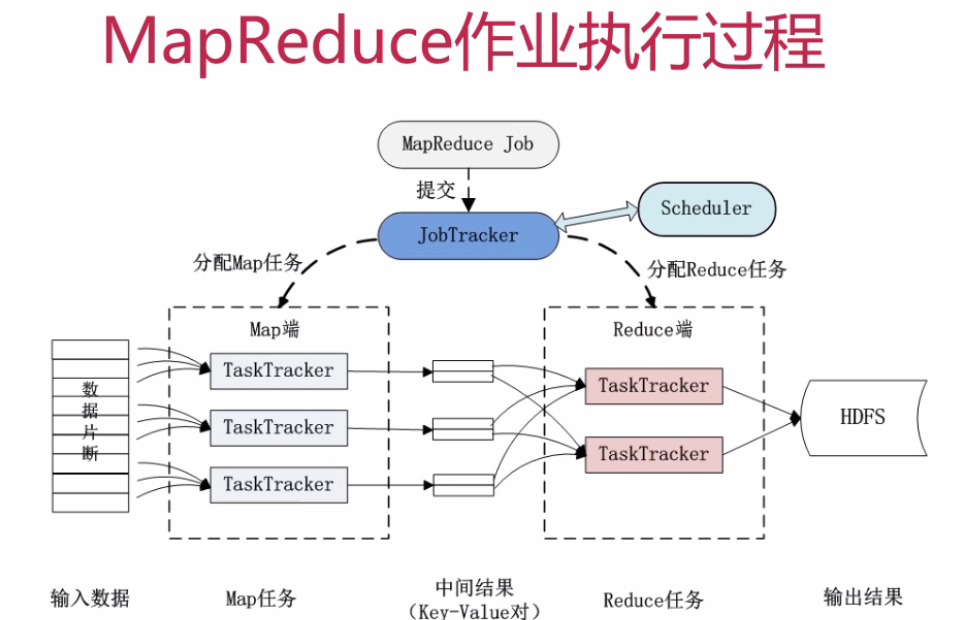 MapReduce作业执行过程
MapReduce Job
提交
JobTracker
Scheduler
分配Map任务
分配Reduce任务
Map端
Reduce端
数据片断
TaskTracker
TaskTracker
TaskTracker
TaskTracker
TaskTracker
HDFS
输入数据
Map任务
中间结果
（Key-Value对）
Reduce任务
输出结果